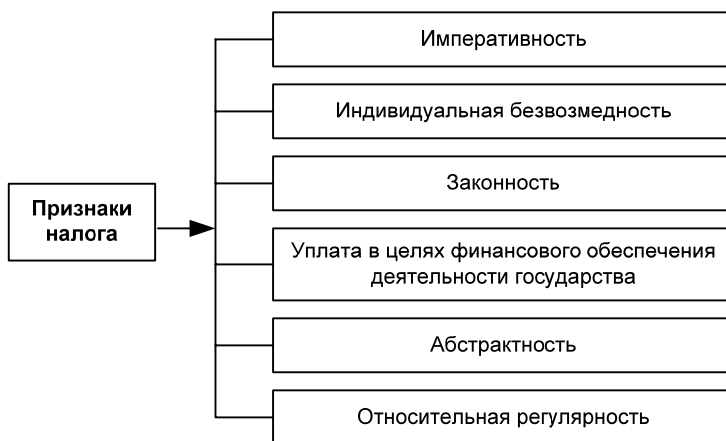 Признаки
налога
Императивность
Индивидуальная безвозмедность
Законность
Уплата в целях финансового обеспечения
деятельности государства
Абстрактность
Относительная регулярность